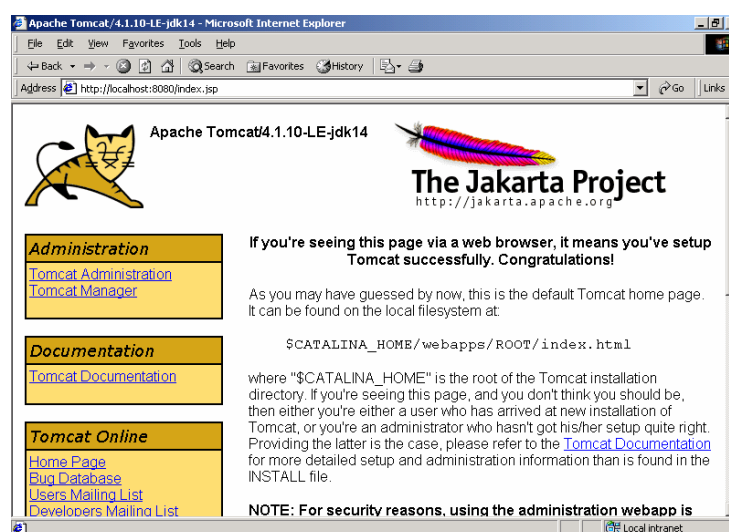 Apache Tomcat/4.1.10-LE-jdk14 - Microsoft Internet Explorer
File Edit View Favorites Tools Help
Back Search Favorites History
Address http://localhost:8080/index.jsp Go Links
Apache Tomcat/4.1.10-LE-jdk14
The Jakarta Project
http://jakarta.apache.org
Administration
Tomcat Administration
Tomcat Manager
Documentation
Tomcat Documentation
Tomcat Online
Home Page
Bug Database
Users Mailing List
Developers Mailing List
If you're seeing this page via a web browser, it means you've setup
Tomcat successfully. Congratulations!
As you may have guessed by now, this is the default Tomcat home page.
It can be found on the local filesystem at:
$CATALINA_HOME/webapps/ROOT/index.html
where "$CATALINA_HOME" is the root of the Tomcat installation
directory. If you're seeing this page, and you don't think you should be,
then either you're either a user who has arrived at new installation of
Tomcat, or you're an administrator who hasn't got his/her setup quite right.
Providing the latter is the case, please refer to the Tomcat Documentation
for more detailed setup and administration information than is found in the
INSTALL file.
NOTE: For security reasons, using the administration webapp is
Local intranet